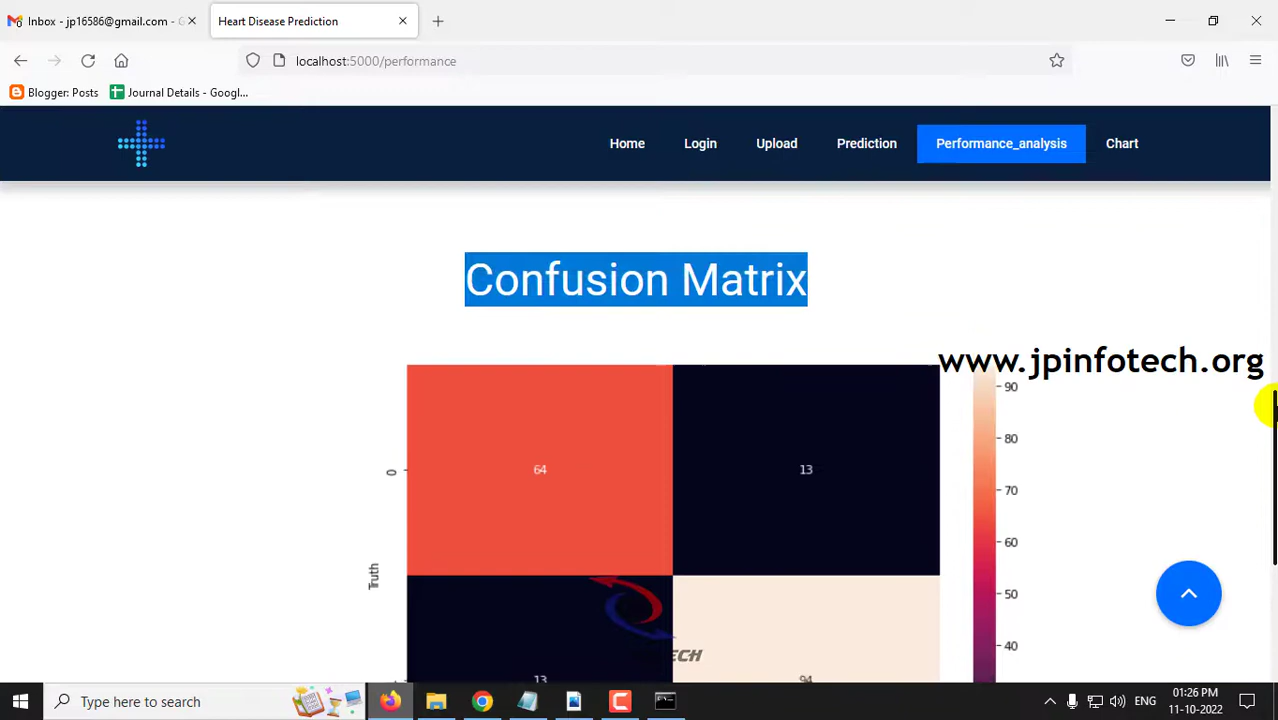 Inbox - jp16586@gmail.com - G
Heart Disease Prediction
localhost:5000/performance
Blogger: Posts
Journal Details - Googl...
Home
Login
Upload
Prediction
Performance_analysis
Chart
Confusion Matrix
www.jpinfotech.org
64
13
0
90
80
70
60
50
40
Truth
13
94
Type here to search
ENG
01:26 PM
11-10-2022